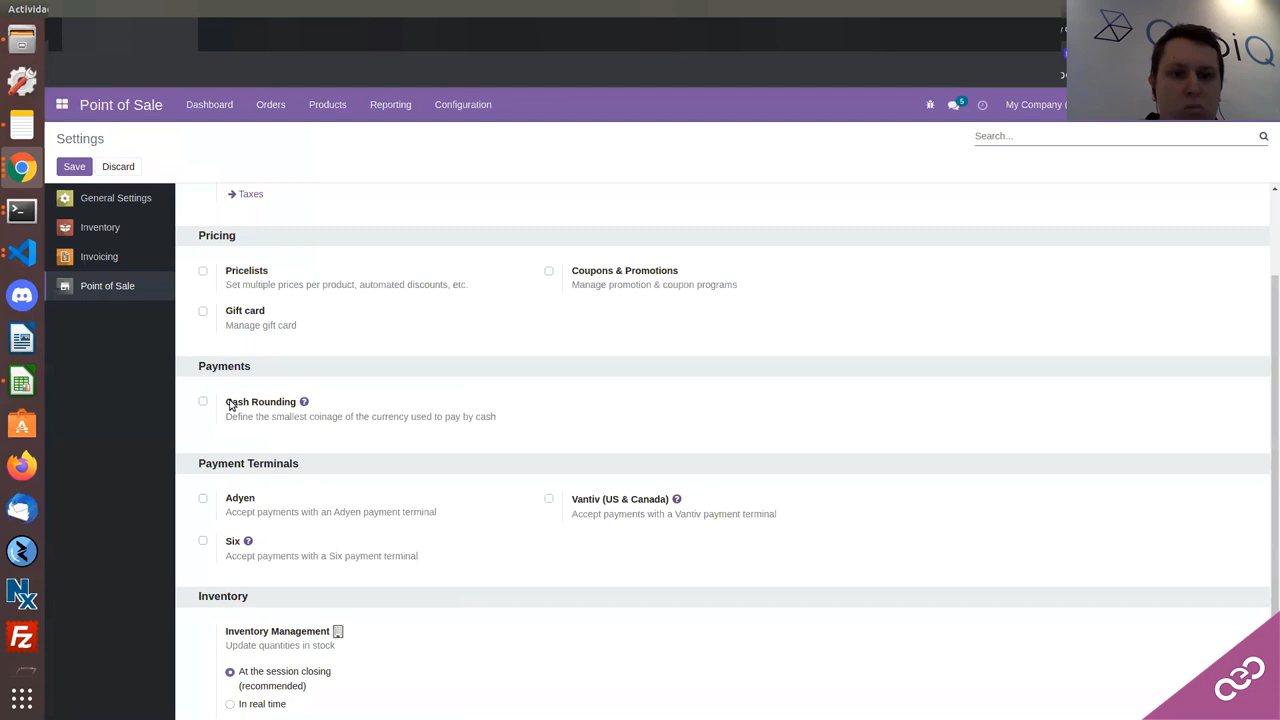 Activida
Point of Sale
Dashboard
Orders
Products
Reporting
Configuration
5
My Company (
Settings
Search...
Save
Discard
General Settings
Inventory
Invoicing
Point of Sale
Taxes
Pricing
Pricelists
Set multiple prices per product, automated discounts, etc.
Coupons & Promotions
Manage promotion & coupon programs
Gift card
Manage gift card
Payments
Cash Rounding ?
Define the smallest coinage of the currency used to pay by cash
Payment Terminals
Adyen
Accept payments with an Adyen payment terminal
Vantiv (US & Canada) ?
Accept payments with a Vantiv payment terminal
Six ?
Accept payments with a Six payment terminal
Inventory
Inventory Management
Update quantities in stock
At the session closing
(recommended)
In real time